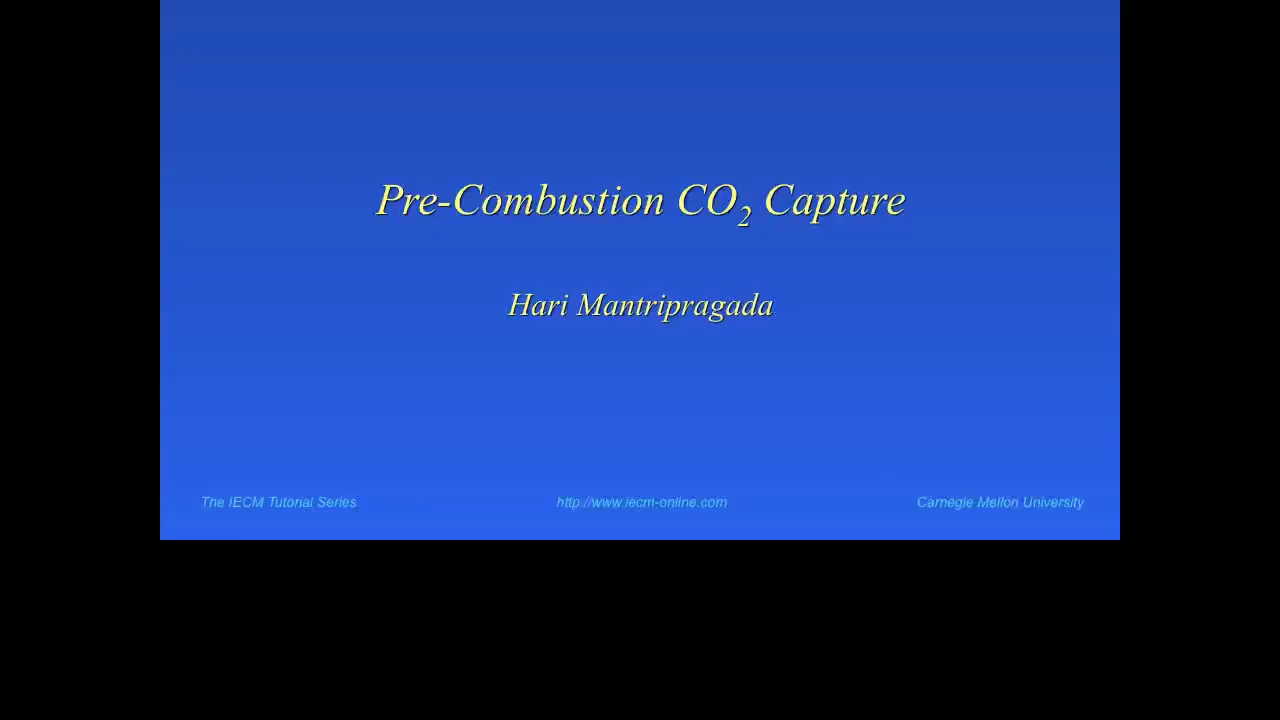 Pre-Combustion CO₂ Capture
Hari Mantripragada
The IECM Tutorial Series http://www.iecm-online.com Carnegie Mellon University